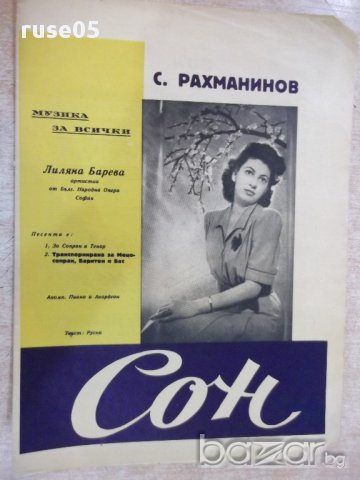 ruse05
С. РАХМАНИНОВ
МУЗИКА
ЗА ВСИЧКИ
Лиляна Барева
артистка
от Бълг. Народна Опера
София
Песента е:
1. За Сопран и Тенор
2. Транспонирана за Мецо-
сопран, Баритон и Бас
Акомп. Пиано и Акордеон
Текст: Руски
Сон
bazar.bg